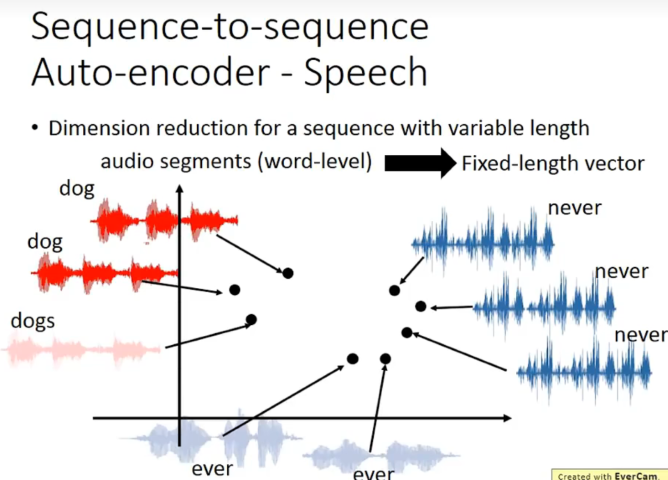 Sequence-to-sequence
Auto-encoder - Speech
• Dimension reduction for a sequence with variable length
audio segments (word-level) Fixed-length vector
dog
never
dog
never
dogs
never
ever
ever
Created with EverCam.